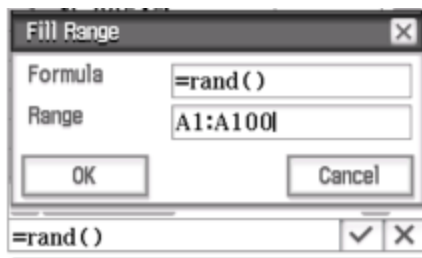 Fill Range
Formula =rand()
Range A1:A100
OK Cancel
=rand()